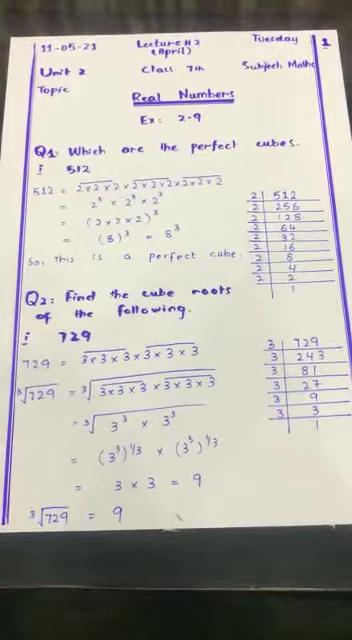 11-05-21 Lecture # 2 Tuesday 1
(April)
Unit 2 Class 7th Subject: Maths
Topic
Real Numbers
Ex: 2.9
Q1: Which are the perfect cubes.
i 512
512 = 2×2×2×2×2×2×2×2×2
= 2³ × 2³ × 2³
= (2×2×2)³
= (8)³ = 8³
So, This is a perfect cube.
2 | 512
2 | 256
2 | 128
2 | 64
2 | 32
2 | 16
2 | 8
2 | 4
2 | 2
| 1
Q2: Find the cube roots
of the following.
i 729
729 = 3×3×3×3×3×3
³√729 = ³√3×3×3×3×3×3
= ³√3³ × 3³
= (3³)^1/3 × (3³)^1/3
= 3 × 3 = 9
³√729 = 9
3 | 729
3 | 243
3 | 81
3 | 27
3 | 9
3 | 3
| 1